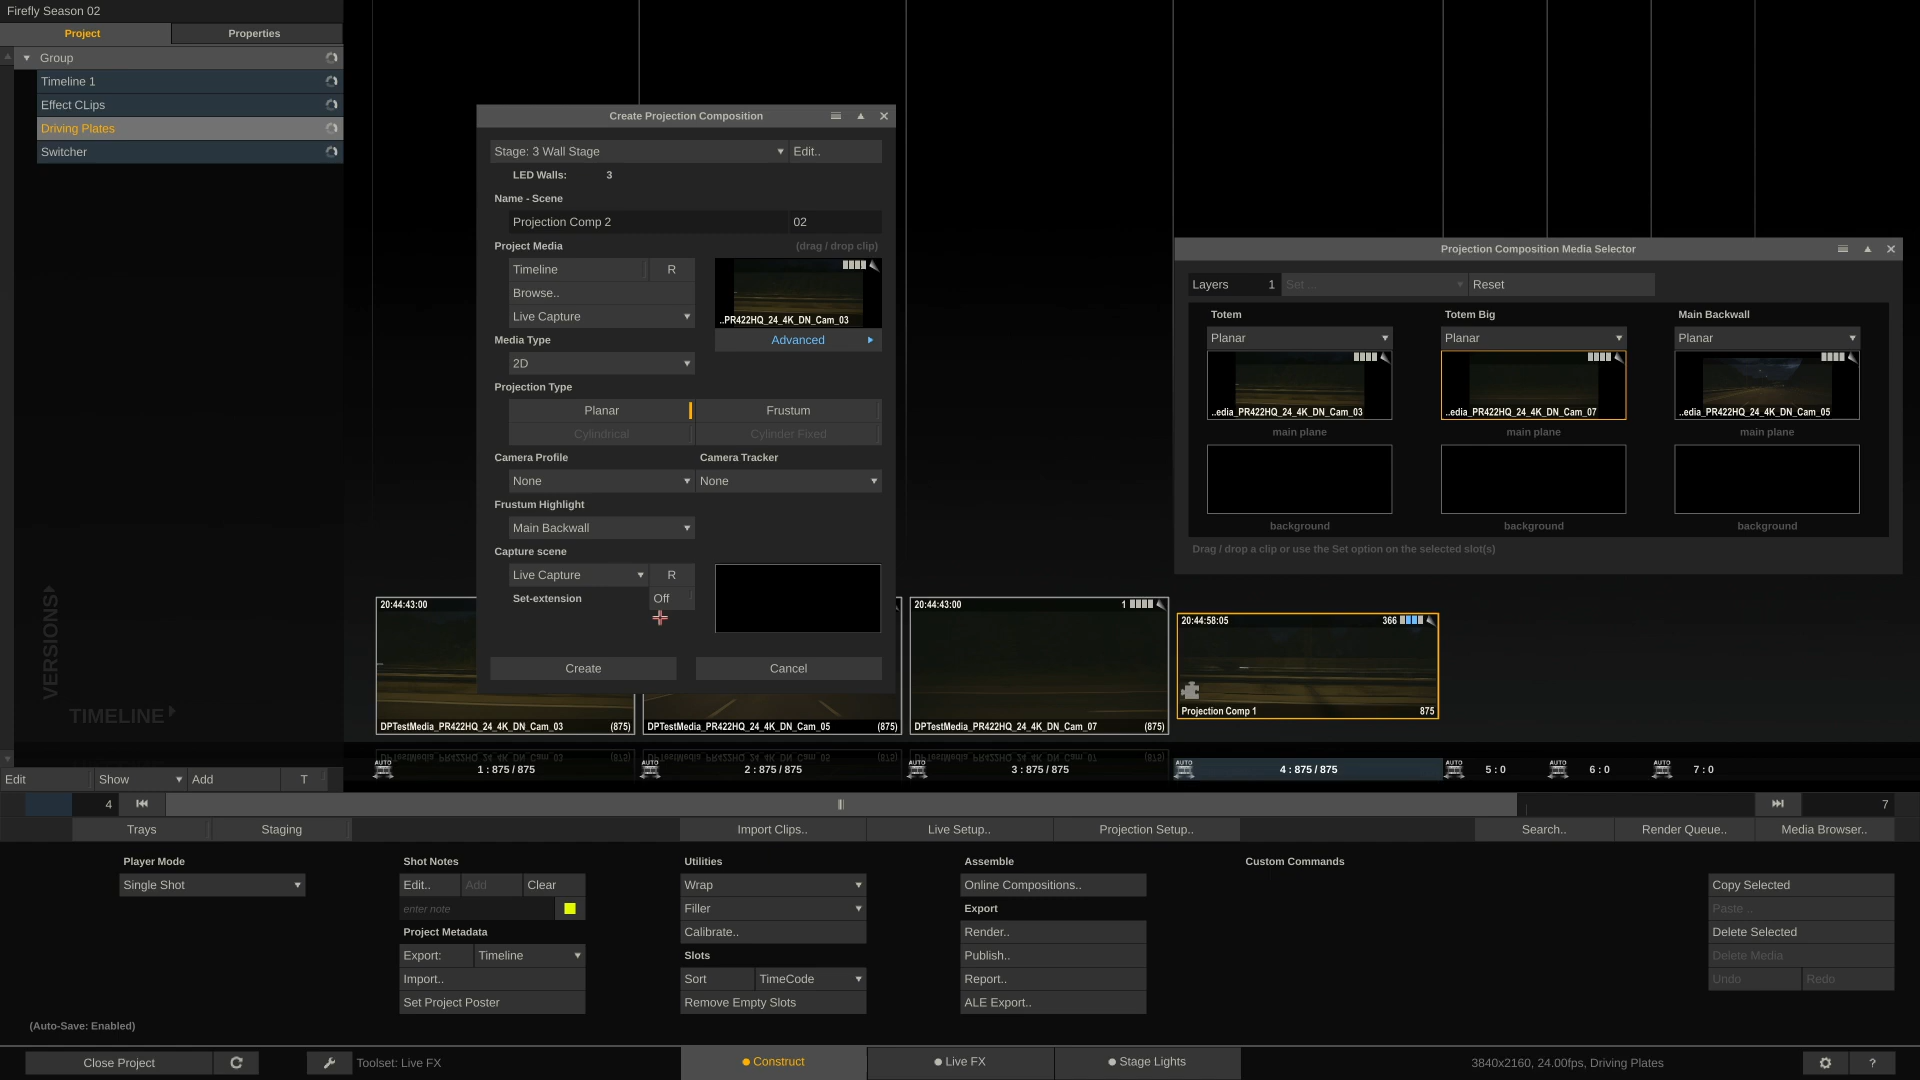 Firefly Season 02
Project
Properties
Group
Timeline 1
Effect CLips
Driving Plates
Switcher
VERSIONS
TIMELINE
Edit
Show
Add
T
Create Projection Composition
Stage: 3 Wall Stage
Edit..
LED Walls: 3
Name - Scene
Projection Comp 2
02
Project Media
(drag / drop clip)
Timeline
R
Browse..
Live Capture
..PR422HQ_24_4K_DN_Cam_03
Advanced
Media Type
2D
Projection Type
Planar
Frustum
Cylindrical
Cylinder Fixed
Camera Profile
Camera Tracker
None
None
Frustum Highlight
Main Backwall
Capture scene
Live Capture
R
Set-extension
Off
Create
Cancel
Projection Composition Media Selector
Layers 1
Set ...
Reset
Totem
Totem Big
Main Backwall
Planar
Planar
Planar
..edia_PR422HQ_24_4K_DN_Cam_03
..edia_PR422HQ_24_4K_DN_Cam_07
..edia_PR422HQ_24_4K_DN_Cam_05
main plane
main plane
main plane
background
background
background
Drag / drop a clip or use the Set option on the selected slot(s)
20:44:43:00
DPTestMedia_PR422HQ_24_4K_DN_Cam_03 (875)
DPTestMedia_PR422HQ_24_4K_DN_Cam_05 (875)
20:44:43:00 1
DPTestMedia_PR422HQ_24_4K_DN_Cam_07 (875)
20:44:58:05 366
Projection Comp 1 875
AUTO 1 : 875 / 875
AUTO 2 : 875 / 875
AUTO 3 : 875 / 875
AUTO 4 : 875 / 875
AUTO 5 : 0
AUTO 6 : 0
AUTO 7 : 0
4
7
Trays
Staging
Import Clips..
Live Setup..
Projection Setup..
Search..
Render Queue..
Media Browser..
Player Mode
Single Shot
Shot Notes
Edit..
Add
Clear
enter note
Project Metadata
Export:
Timeline
Import..
Set Project Poster
Utilities
Wrap
Filler
Calibrate..
Slots
Sort
TimeCode
Remove Empty Slots
Assemble
Online Compositions..
Export
Render..
Publish..
Report..
ALE Export..
Custom Commands
Copy Selected
Paste ..
Delete Selected
Delete Media
Undo
Redo
(Auto-Save: Enabled)
Close Project
Toolset: Live FX
Construct
Live FX
Stage Lights
3840x2160, 24.00fps, Driving Plates
?